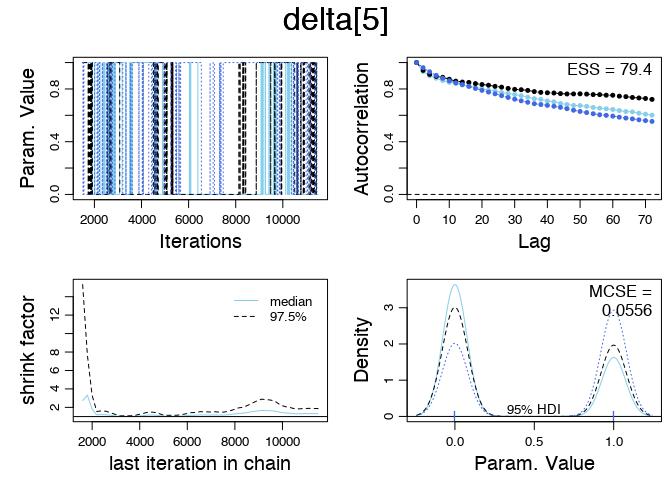 delta[5]
Param. Value
0.0 0.4 0.8
2000 4000 6000 8000 10000
Iterations
Autocorrelation
0.0 0.4 0.8
ESS = 79.4
0 10 20 30 40 50 60 70
Lag
shrink factor
2 4 6 8 12
median
97.5%
2000 4000 6000 8000 10000
last iteration in chain
Density
0 1 2 3
MCSE =
0.0556
95% HDI
0.0 0.5 1.0
Param. Value